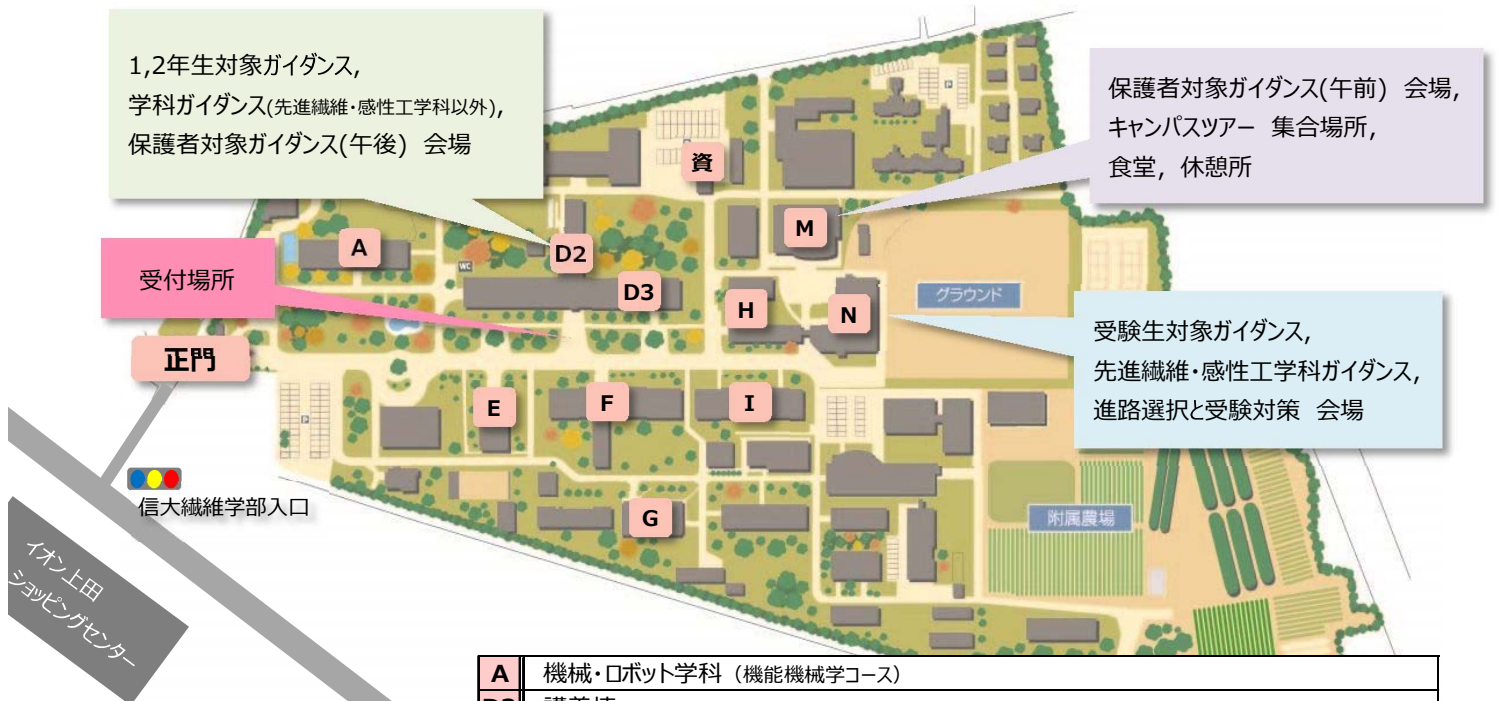 1,2年生対象ガイダンス,
学科ガイダンス(先進繊維・感性工学科以外),
保護者対象ガイダンス(午後) 会場
保護者対象ガイダンス(午前) 会場,
キャンパスツアー 集合場所,
食堂, 休憩所
P
P
資
M
A
D2
WC
受付場所
D3
H
N
グラウンド
受験生対象ガイダンス,
先進繊維・感性工学科ガイダンス,
進路選択と受験対策 会場
正門
P
E
F
I
信大繊維学部入口
G
附属農場
イオン上田
ショッピングセンター
A 機械・ロボット学科 (機能機械学コース)